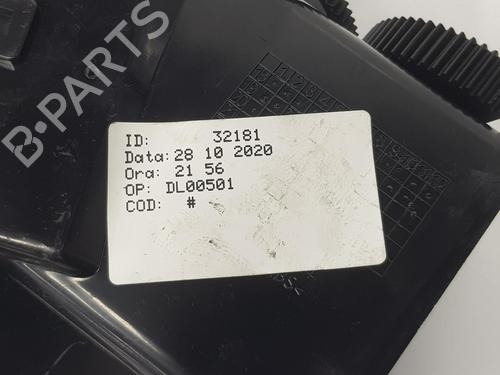 B-PARTS
ID: 32181
Data:28 10 2020
Ora: 21 56
OP: DL00501
COD: #